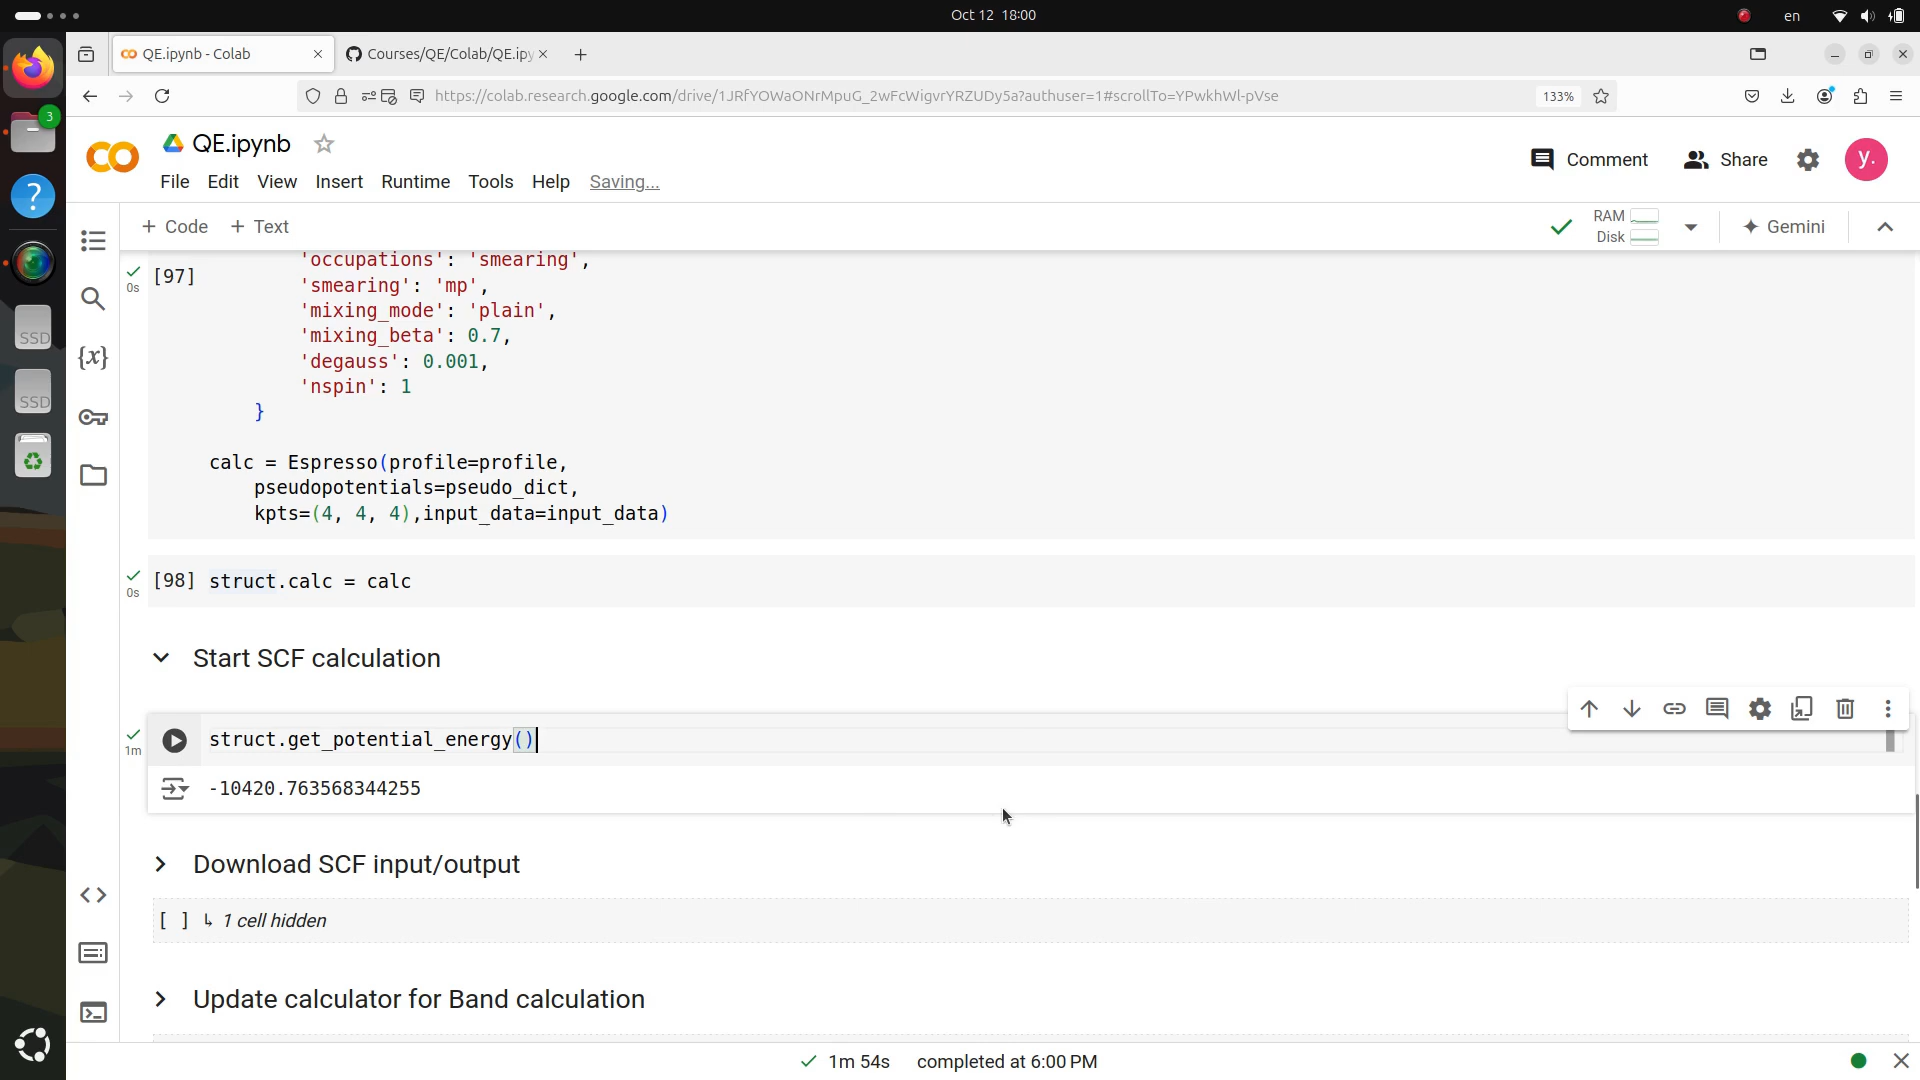 Oct 12 18:00
en
QE.ipynb - Colab
Courses/QE/Colab/QE.ipy
https://colab.research.google.com/drive/1JRfYOWaONrMpuG_2wFcWigvrYRZUDy5a?authuser=1#scrollTo=YPwkhWl-pVse
133%
3
QE.ipynb
Comment
Share
y.
File Edit View Insert Runtime Tools Help Saving...
+ Code + Text
RAM
Disk
Gemini
[97]
0s
'occupations': 'smearing',
'smearing': 'mp',
'mixing_mode': 'plain',
'mixing_beta': 0.7,
'degauss': 0.001,
'nspin': 1
}
calc = Espresso(profile=profile,
pseudopotentials=pseudo_dict,
kpts=(4, 4, 4),input_data=input_data)
[98] struct.calc = calc
0s
Start SCF calculation
struct.get_potential_energy()
1m
-10420.763568344255
Download SCF input/output
[ ] ↳ 1 cell hidden
Update calculator for Band calculation
1m 54s completed at 6:00 PM
SSD
SSD
{x}